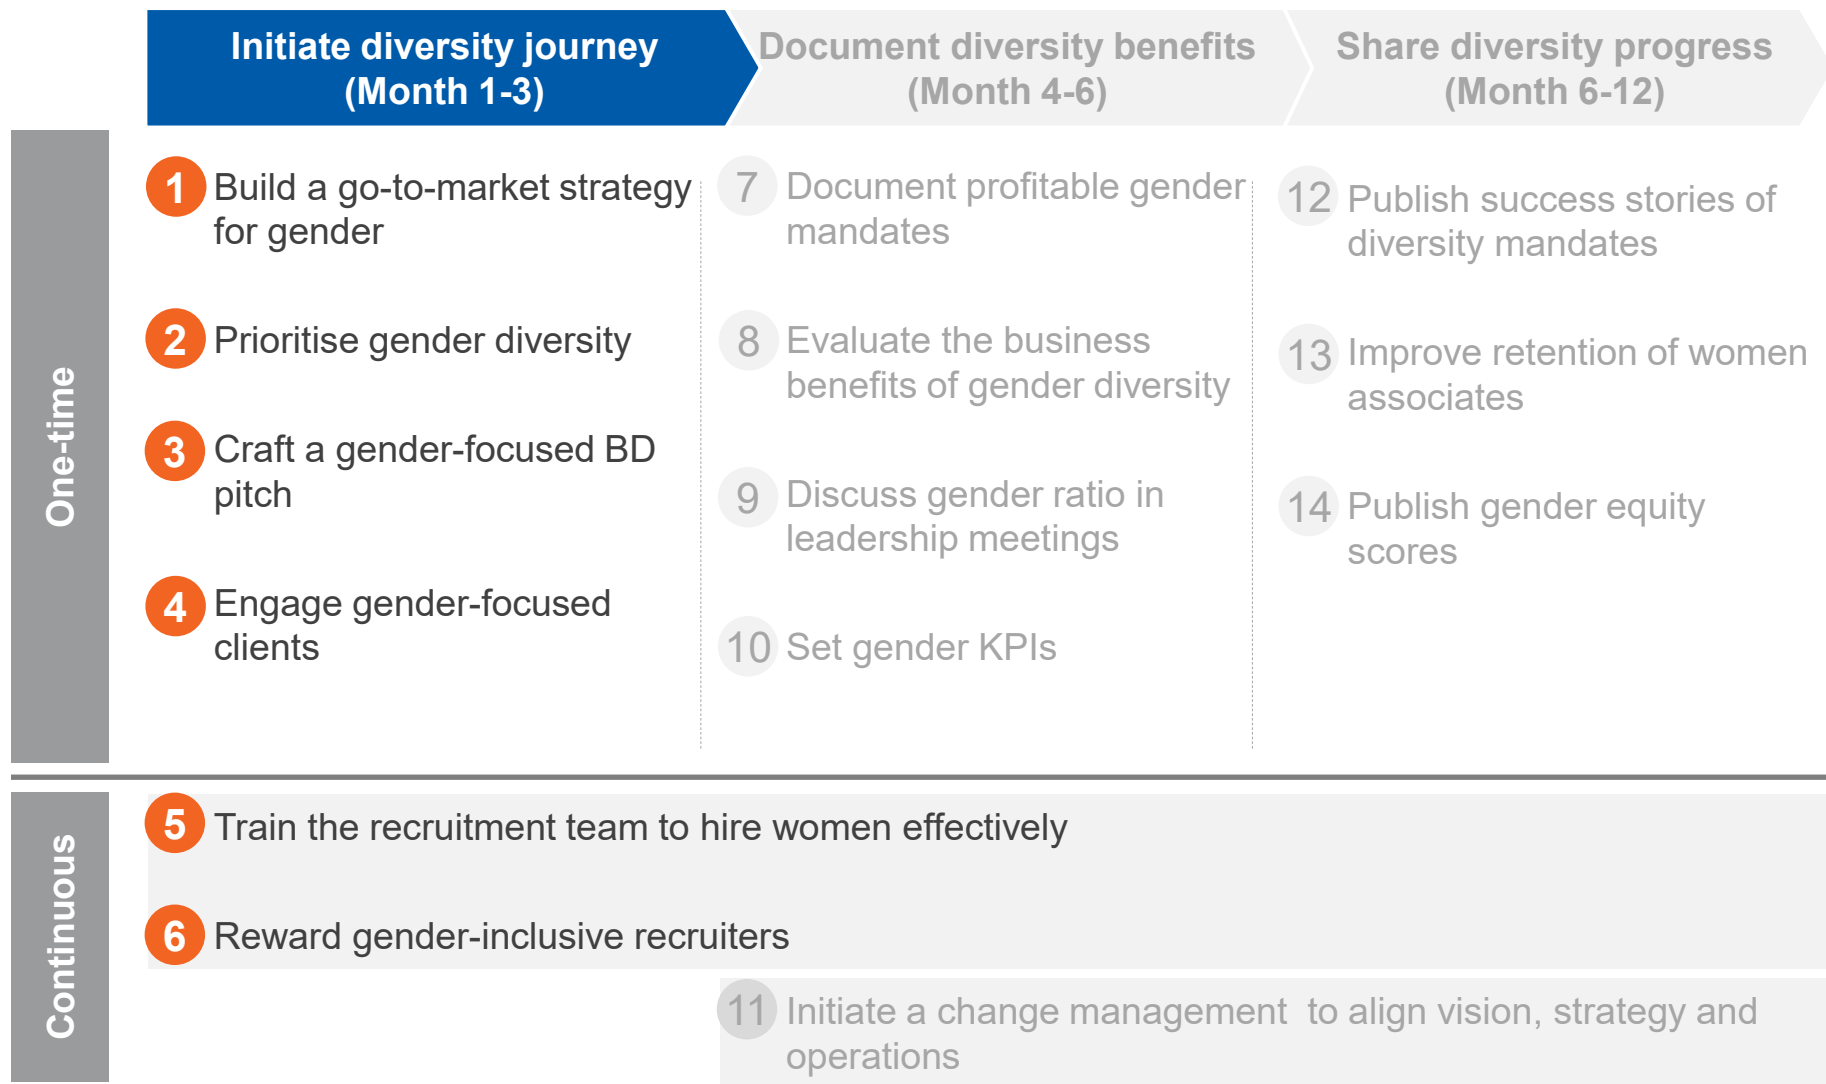 Initiate diversity journey
(Month 1-3)
Document diversity benefits
(Month 4-6)
Share diversity progress
(Month 6-12)
One-time
1 Build a go-to-market strategy
for gender
2 Prioritise gender diversity
3 Craft a gender-focused BD
pitch
4 Engage gender-focused
clients
7 Document profitable gender
mandates
8 Evaluate the business
benefits of gender diversity
9 Discuss gender ratio in
leadership meetings
10 Set gender KPIs
12 Publish success stories of
diversity mandates
13 Improve retention of women
associates
14 Publish gender equity
scores
Continuous
5 Train the recruitment team to hire women effectively
6 Reward gender-inclusive recruiters
11 Initiate a change management  to align vision, strategy and
operations